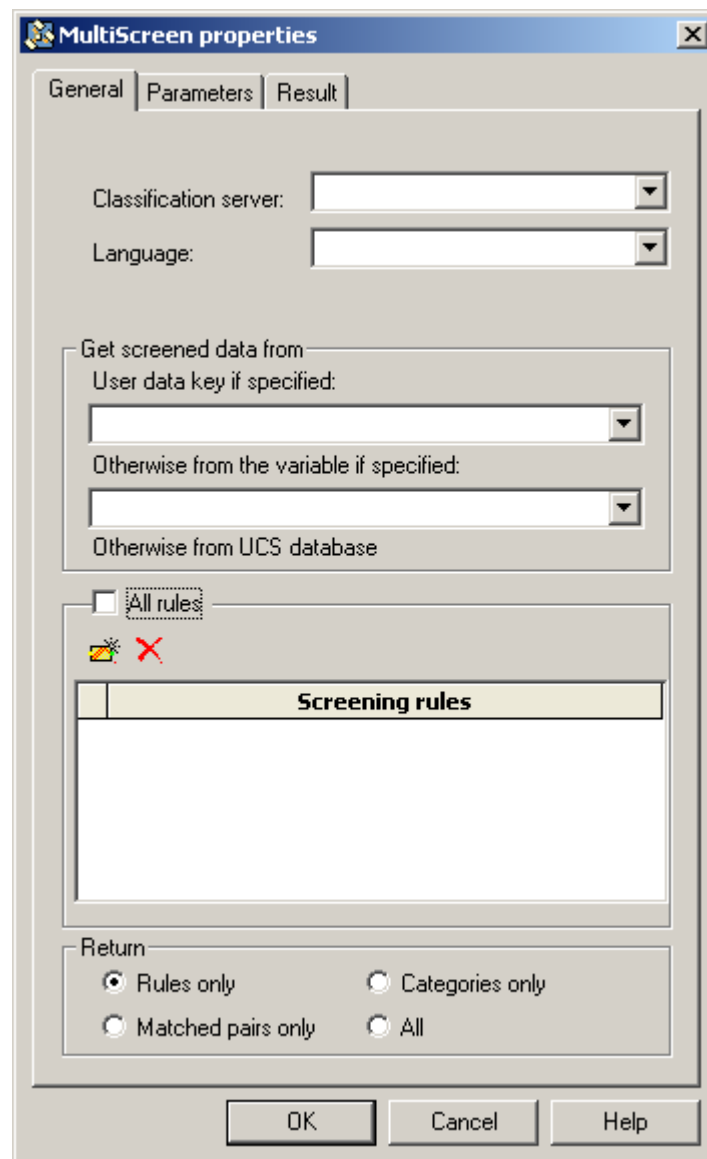 MultiScreen properties
General Parameters Result
Classification server:
Language:
Get screened data from
User data key if specified:
Otherwise from the variable if specified:
Otherwise from UCS database
All rules
Screening rules
Return
Rules only Categories only
Matched pairs only All
OK Cancel Help